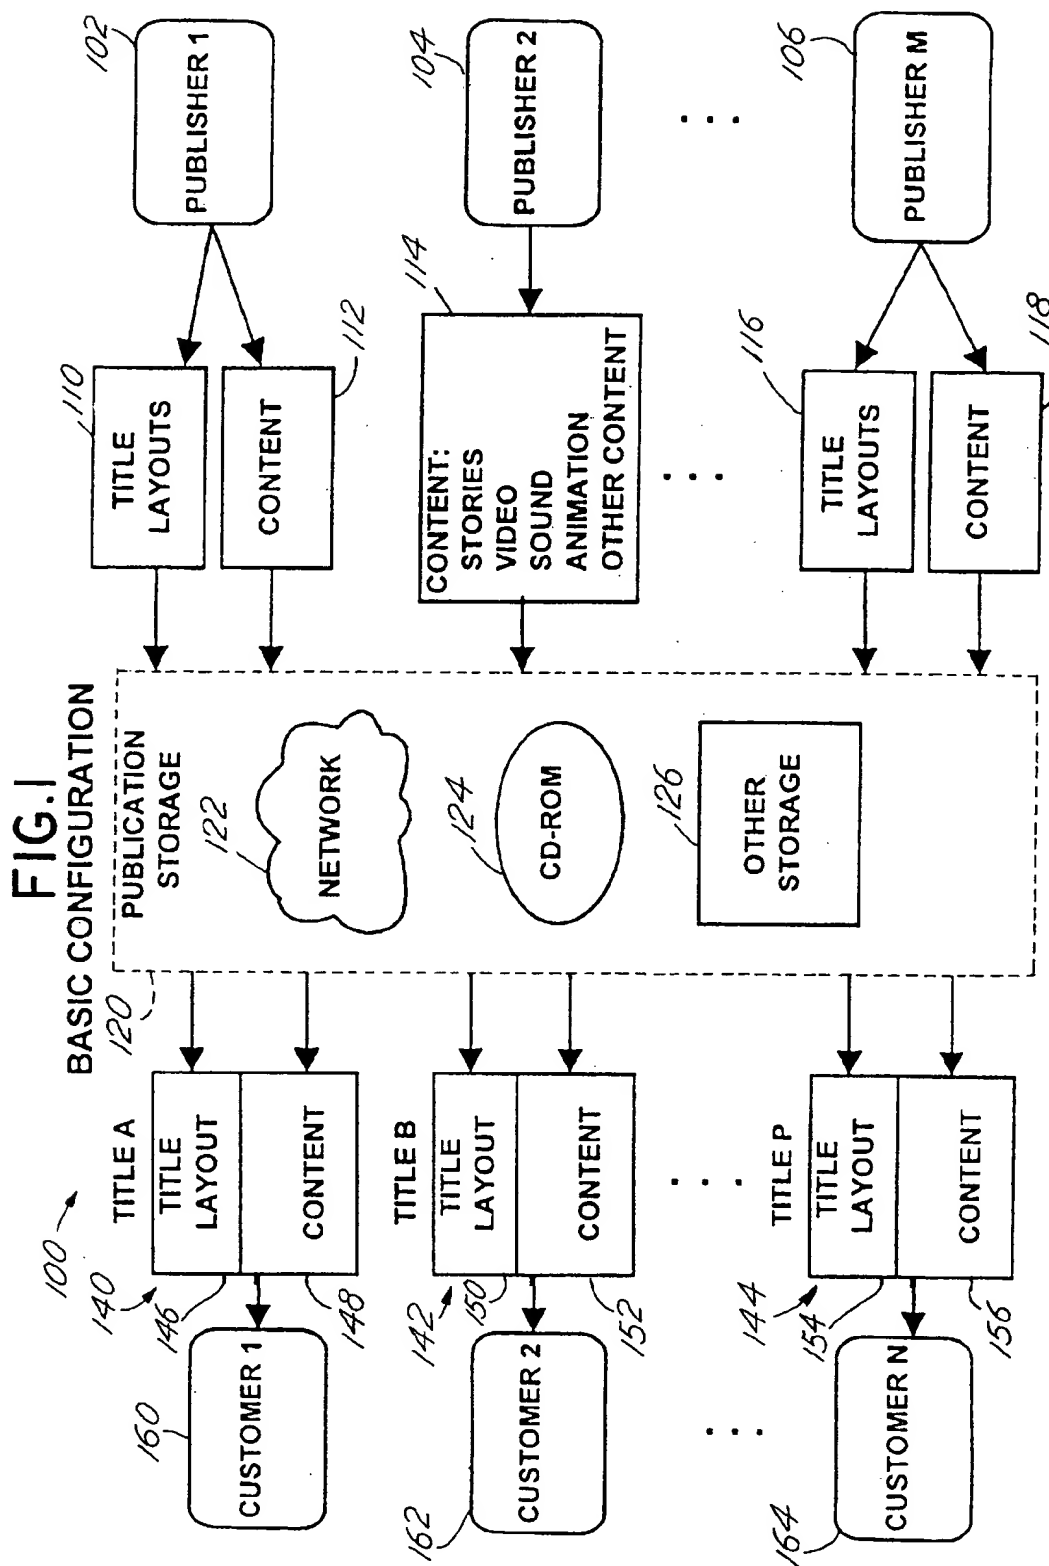 FIG.1
BASIC CONFIGURATION
100
120
PUBLICATION
STORAGE
122
NETWORK
124
CD-ROM
126
OTHER
STORAGE
102
PUBLISHER 1
110
TITLE
LAYOUTS
CONTENT
112
104
PUBLISHER 2
114
CONTENT:
STORIES
VIDEO
SOUND
ANIMATION
OTHER CONTENT
. . .
. . .
106
PUBLISHER M
116
TITLE
LAYOUTS
CONTENT
118
TITLE A
140
TITLE
LAYOUT
146
CONTENT
148
160
CUSTOMER 1
TITLE B
142
TITLE
LAYOUT
150
CONTENT
152
162
CUSTOMER 2
. . .
. . .
TITLE P
144
TITLE
LAYOUT
154
CONTENT
156
164
CUSTOMER N